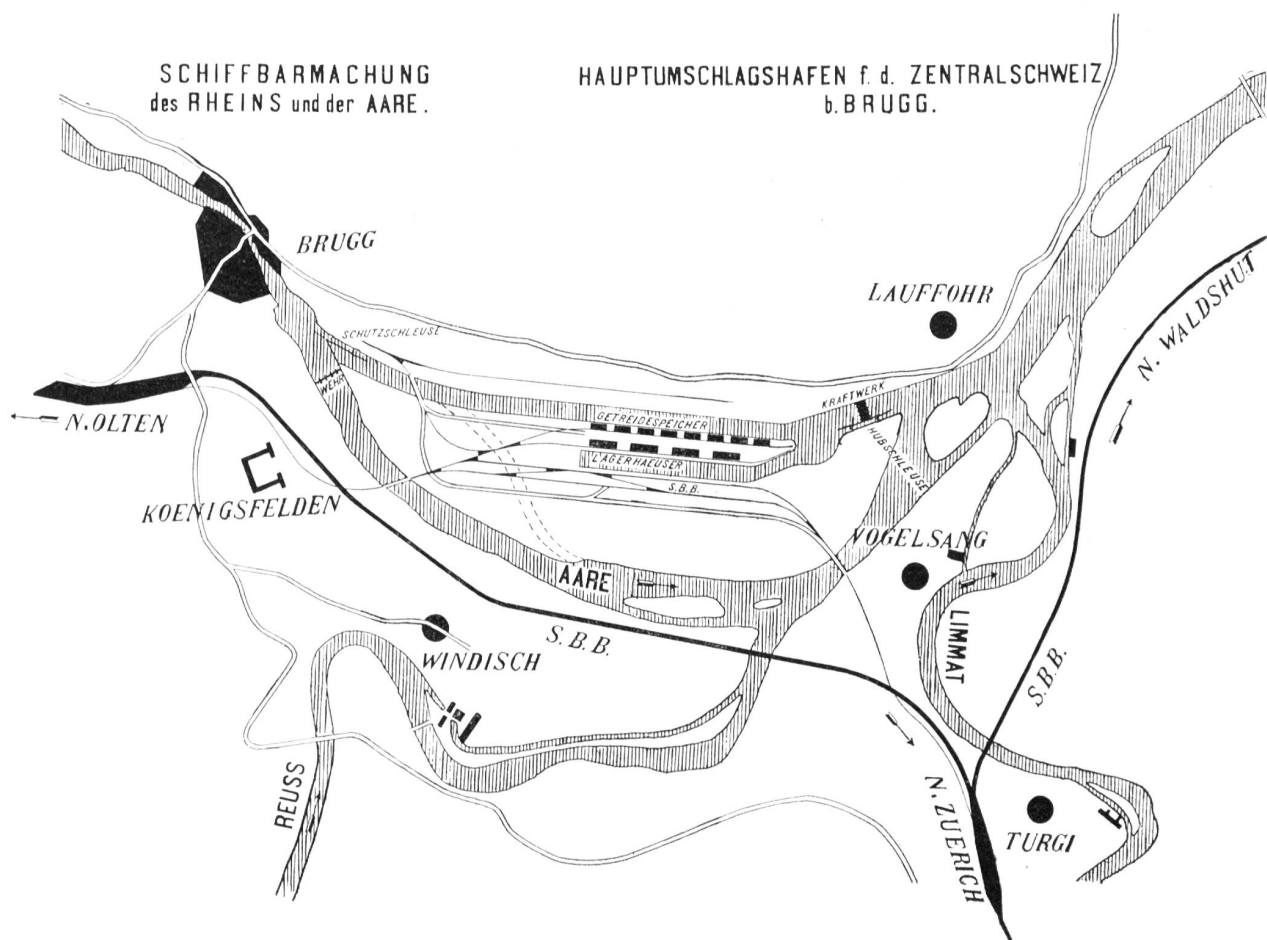 SCHIFFBARMACHUNG
des RHEINS und der AARE.
HAUPTUMSCHLAGSHAFEN f. d. ZENTRALSCHWEIZ
b. BRUGG.
BRUGG
LAUFFOHR
N. WALDSHUT
SCHUTZSCHLEUSE
WEHR
KRAFTWERK
N. OLTEN
GETREIDESPEICHER
HUBSCHLEUSE
LAGERHAEUSER
S.B.B.
KOENIGSFELDEN
VOGELSANG
AARE
LIMMAT
S.B.B.
WINDISCH
S.B.B.
REUSS
N. ZUERICH
TURGI